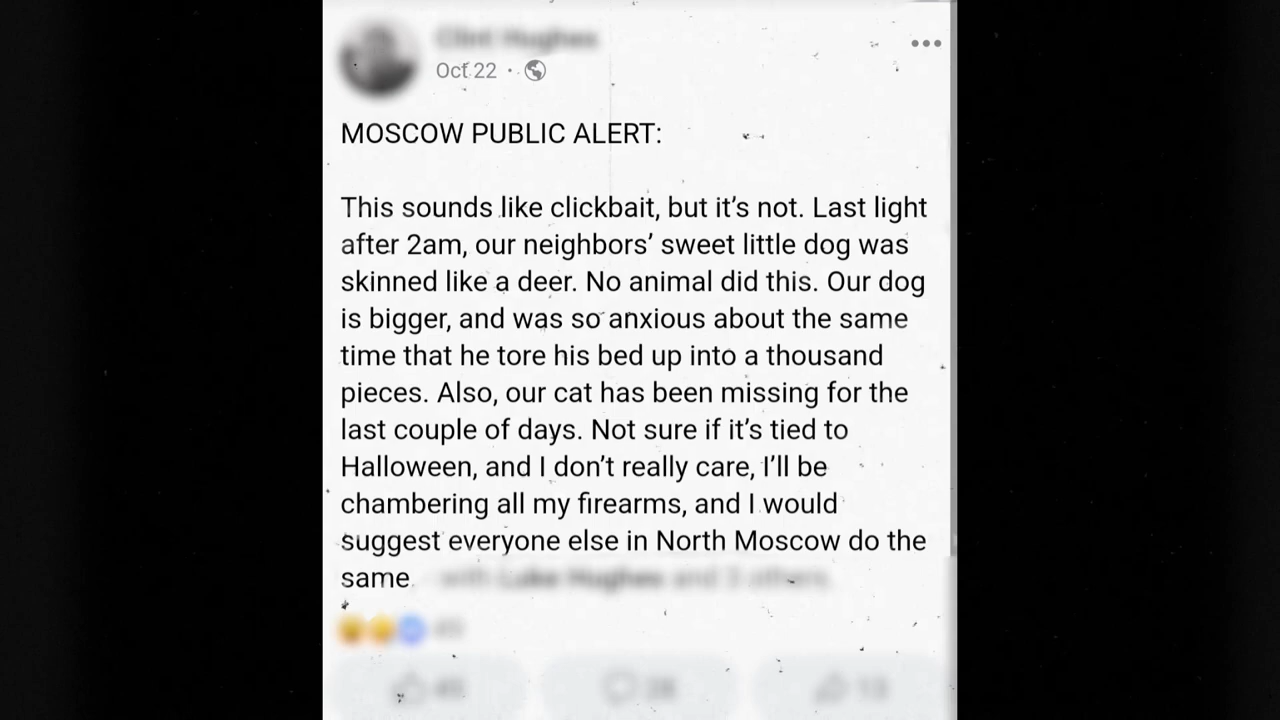 Oct 22
MOSCOW PUBLIC ALERT:
This sounds like clickbait, but it’s not. Last light
after 2am, our neighbors’ sweet little dog was
skinned like a deer. No animal did this. Our dog
is bigger, and was so anxious about the same
time that he tore his bed up into a thousand
pieces. Also, our cat has been missing for the
last couple of days. Not sure if it’s tied to
Halloween, and I don’t really care, I’ll be
chambering all my firearms, and I would
suggest everyone else in North Moscow do the
same